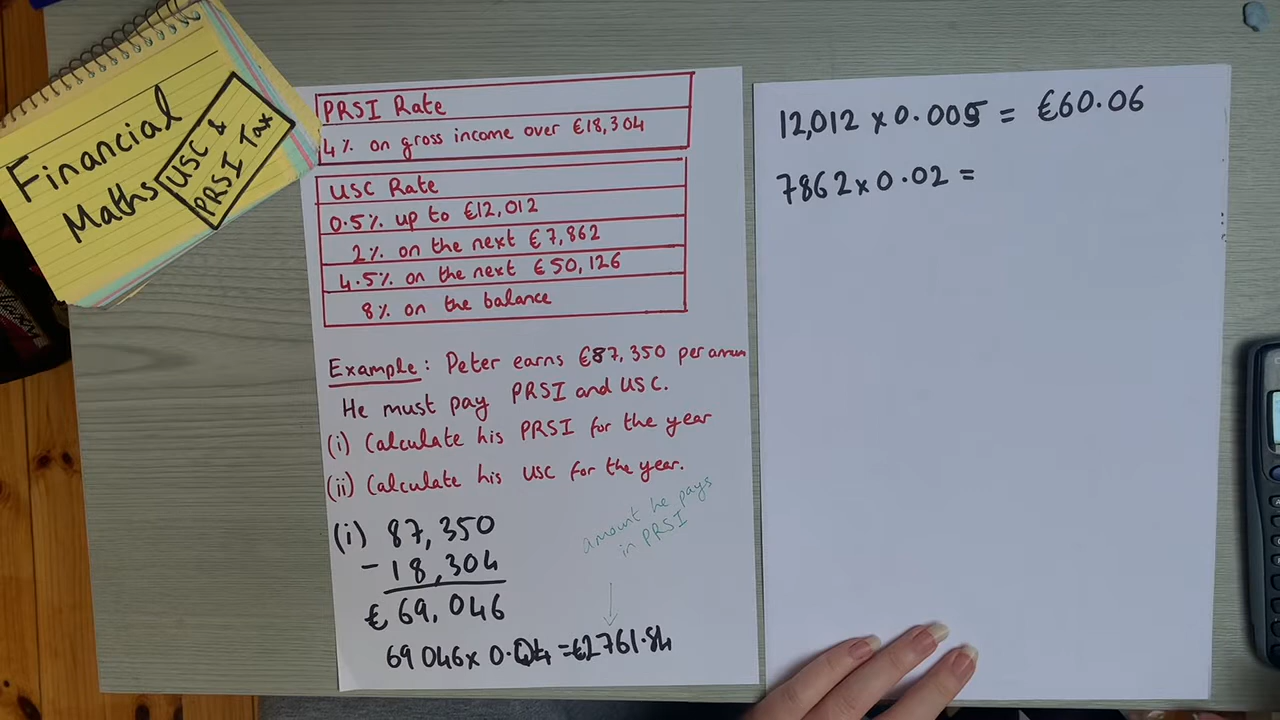 Financial
Maths
USC &
PRSI Tax
PRSI Rate
4% on gross income over €18,304
USC Rate
0.5% up to €12,012
2% on the next €7,862
4.5% on the next €50,126
8% on the balance
Example: Peter earns €87,350 per annum
He must pay PRSI and USC.
(i) Calculate his PRSI for the year
(ii) Calculate his USC for the year.
amount he pays
in PRSI
(i) 87,350
- 18,304
€ 69,046
69 046 x 0.04 = €2761.84
12,012 x 0.005 = €60.06
7862 x 0.02 =